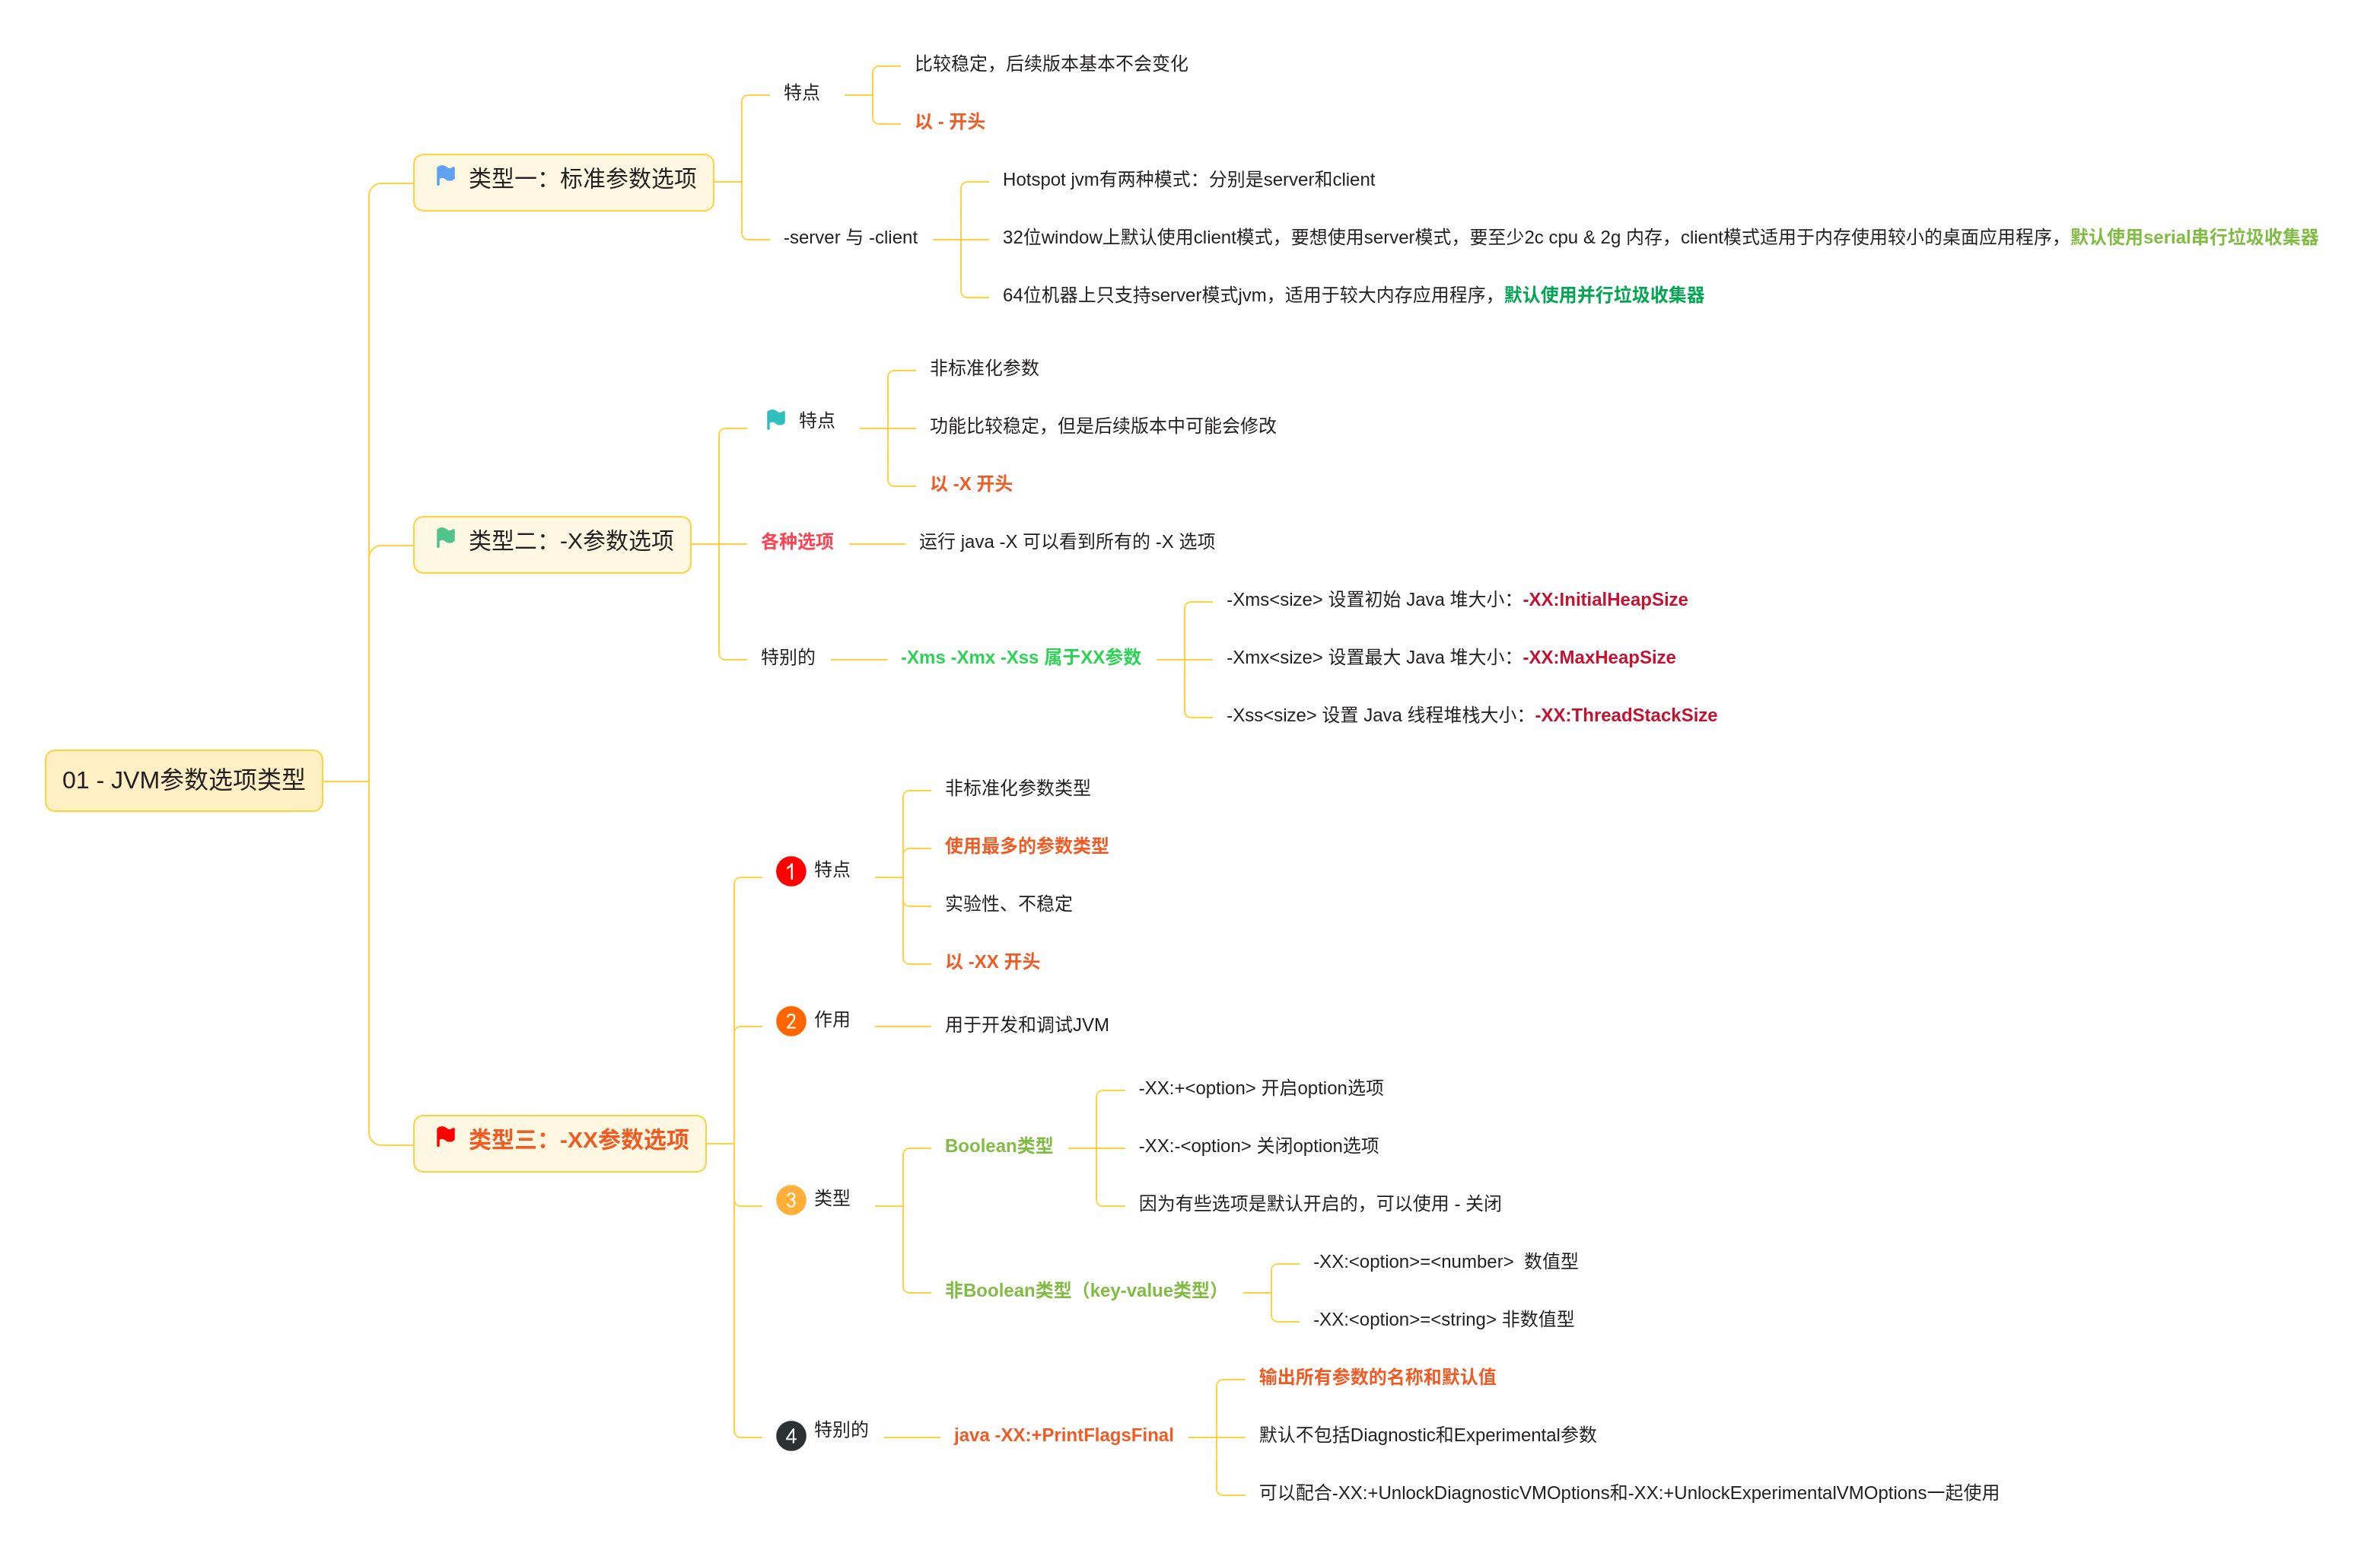 01 - JVM参数选项类型
类型一：标准参数选项
特点
比较稳定，后续版本基本不会变化
以 - 开头
-server 与 -client
Hotspot jvm有两种模式：分别是server和client
32位window上默认使用client模式，要想使用server模式，要至少2c cpu & 2g 内存，client模式适用于内存使用较小的桌面应用程序，默认使用serial串行垃圾收集器
64位机器上只支持server模式jvm，适用于较大内存应用程序，默认使用并行垃圾收集器
类型二：-X参数选项
特点
非标准化参数
功能比较稳定，但是后续版本中可能会修改
以 -X 开头
各种选项
运行 java -X 可以看到所有的 -X 选项
特别的
-Xms -Xmx -Xss 属于XX参数
-Xms<size> 设置初始 Java 堆大小：-XX:InitialHeapSize
-Xmx<size> 设置最大 Java 堆大小：-XX:MaxHeapSize
-Xss<size> 设置 Java 线程堆栈大小：-XX:ThreadStackSize
类型三：-XX参数选项
1 特点
非标准化参数类型
使用最多的参数类型
实验性、不稳定
以 -XX 开头
2 作用
用于开发和调试JVM
3 类型
Boolean类型
-XX:+<option> 开启option选项
-XX:-<option> 关闭option选项
因为有些选项是默认开启的，可以使用 - 关闭
非Boolean类型（key-value类型）
-XX:<option>=<number>  数值型
-XX:<option>=<string> 非数值型
4 特别的
java -XX:+PrintFlagsFinal
输出所有参数的名称和默认值
默认不包括Diagnostic和Experimental参数
可以配合-XX:+UnlockDiagnosticVMOptions和-XX:+UnlockExperimentalVMOptions一起使用